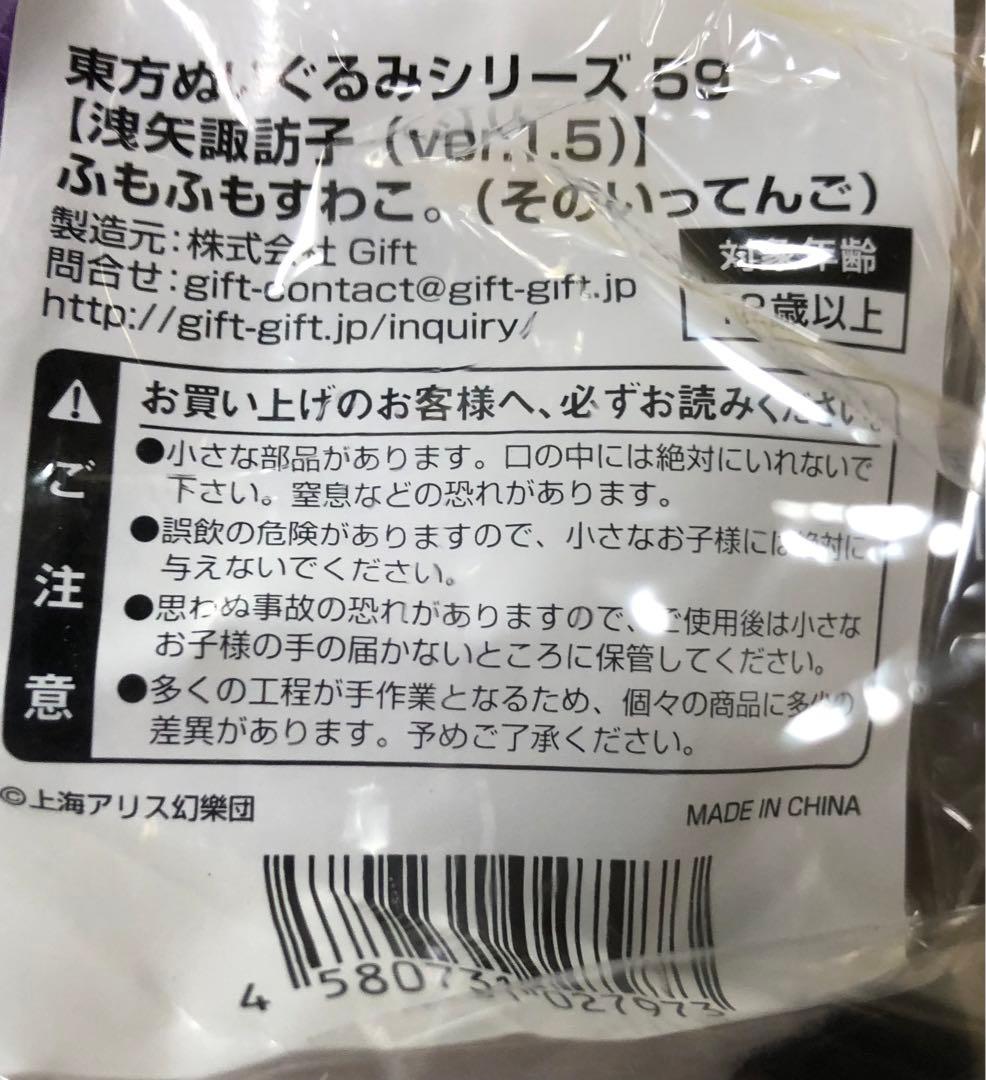 東方ぬいぐるみシリーズ 59
【洩矢諏訪子 (ver.1.5)】
ふもふもすわこ。(そのいってんご)
製造元:株式会社 Gift
問合せ:gift-contact@gift-gift.jp
http://gift-gift.jp/inquiry/
対象年齢
歳以上
ご注意
お買い上げのお客様へ、必ずお読みください。
●小さな部品があります。口の中には絶対にいれないで
下さい。窒息などの恐れがあります。
●誤飲の危険がありますので、小さなお子様には絶対に
与えないでください。
●思わぬ事故の恐れがありますので、ご使用後は小さな
お子様の手の届かないところに保管してください。
●多くの工程が手作業となるため、個々の商品に多少の
差異があります。予めご了承ください。
©上海アリス幻樂団
MADE IN CHINA
4 580731 027973